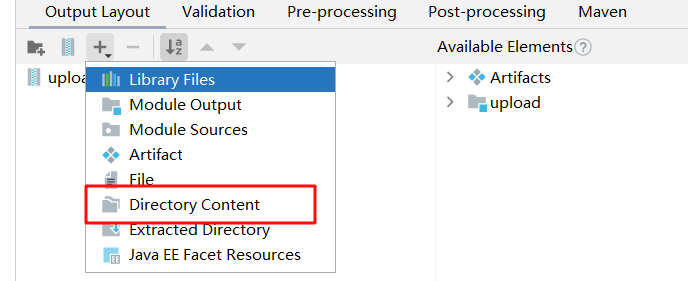 Output Layout Validation Pre-processing Post-processing Maven
Available Elements ?
uploa
Library Files
Module Output
Module Sources
Artifact
File
Directory Content
Extracted Directory
Java EE Facet Resources
Artifacts
upload